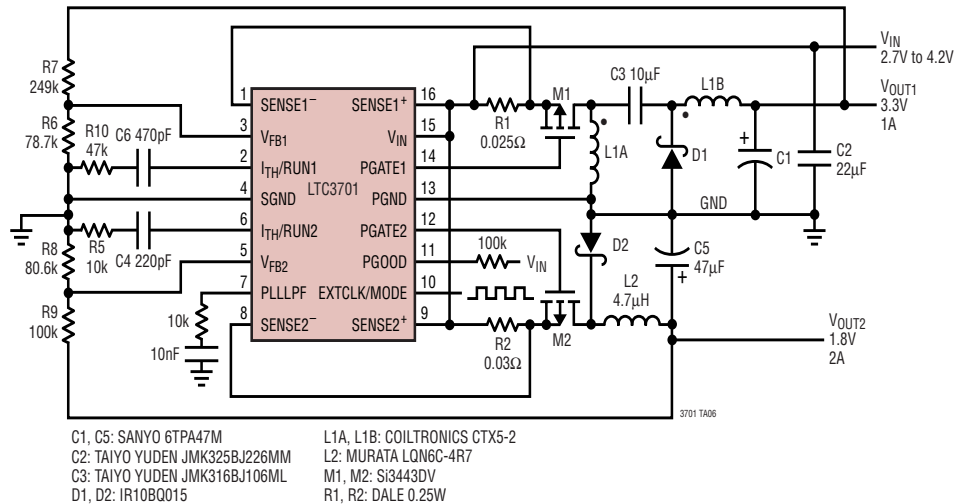 R7
249k
R6
78.7k
R10
47k
C6 470pF
R5
10k
C4 220pF
R8
80.6k
R9
100k
10k
10nF
1
SENSE1−
3
VFB1
2
ITH/RUN1
4
SGND
6
ITH/RUN2
5
VFB2
7
PLLLPF
8
SENSE2−
LTC3701
SENSE1+
16
VIN
15
PGATE1
14
PGND
13
PGATE2
12
PGOOD
11
EXTCLK/MODE
10
SENSE2+
9
R1
0.025Ω
M1
C3 10µF
L1A
L1B
D1
C1
C2
22µF
GND
D2
C5
47µF
100k
VIN
L2
4.7µH
R2
0.03Ω
M2
VIN
2.7V to 4.2V
VOUT1
3.3V
1A
VOUT2
1.8V
2A
+
+
3701 TA06
C1, C5: SANYO 6TPA47M
C2: TAIYO YUDEN JMK325BJ226MM
C3: TAIYO YUDEN JMK316BJ106ML
D1, D2: IR10BQ015
L1A, L1B: COILTRONICS CTX5-2
L2: MURATA LQN6C-4R7
M1, M2: Si3443DV
R1, R2: DALE 0.25W